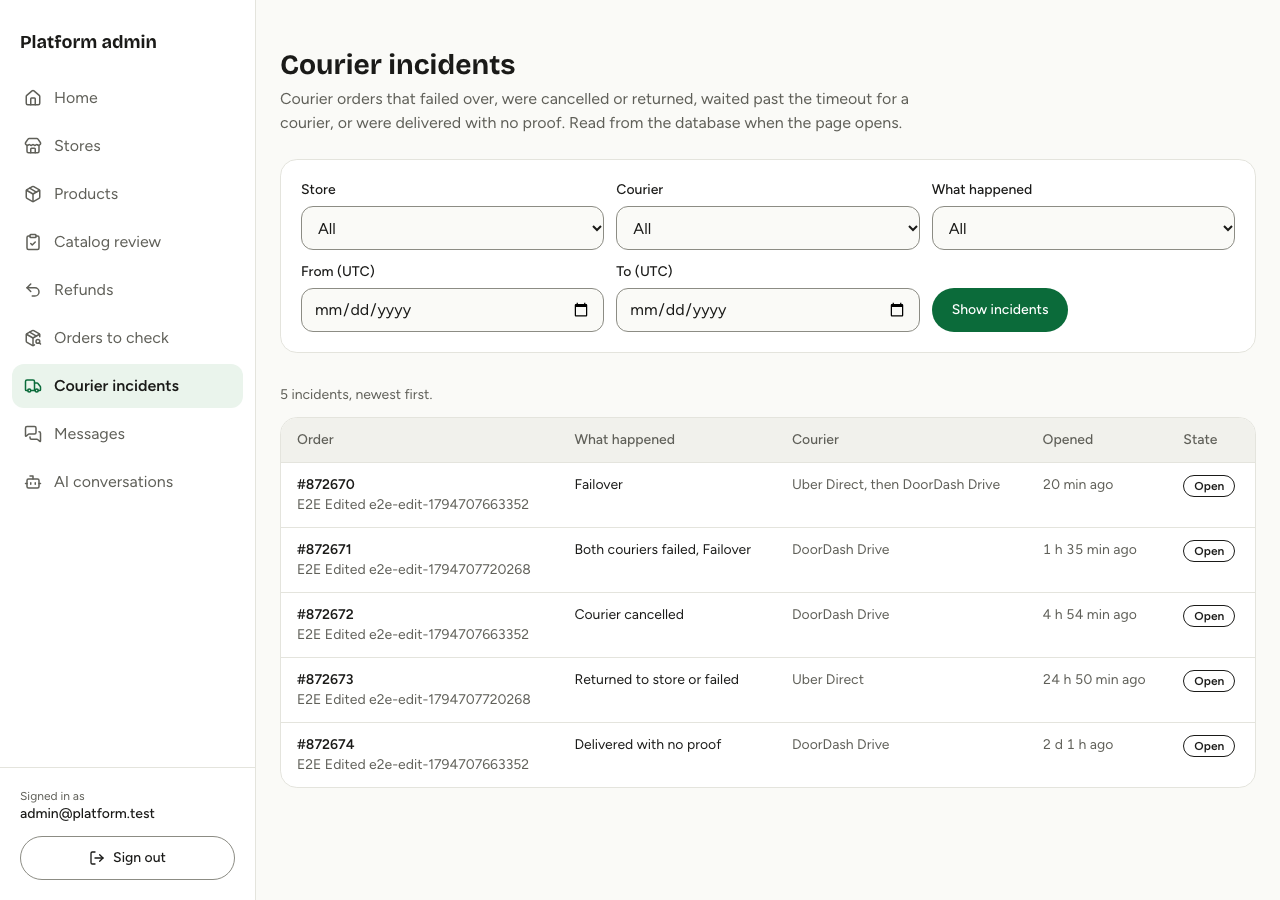 Platform admin
Home
Stores
Products
Catalog review
Refunds
Orders to check
Courier incidents
Messages
AI conversations
Signed in as
admin@platform.test
Sign out
Courier incidents
Courier orders that failed over, were cancelled or returned, waited past the timeout for a
courier, or were delivered with no proof. Read from the database when the page opens.
Store Courier What happened
All All All
From (UTC) To (UTC)
mm/dd/yyyy mm/dd/yyyy Show incidents
5 incidents, newest first.
Order What happened Courier Opened State
#872670 Failover Uber Direct, then DoorDash Drive 20 min ago Open
E2E Edited e2e-edit-1794707663352
#872671 Both couriers failed, Failover DoorDash Drive 1 h 35 min ago Open
E2E Edited e2e-edit-1794707720268
#872672 Courier cancelled DoorDash Drive 4 h 54 min ago Open
E2E Edited e2e-edit-1794707663352
#872673 Returned to store or failed Uber Direct 24 h 50 min ago Open
E2E Edited e2e-edit-1794707720268
#872674 Delivered with no proof DoorDash Drive 2 d 1 h ago Open
E2E Edited e2e-edit-1794707663352